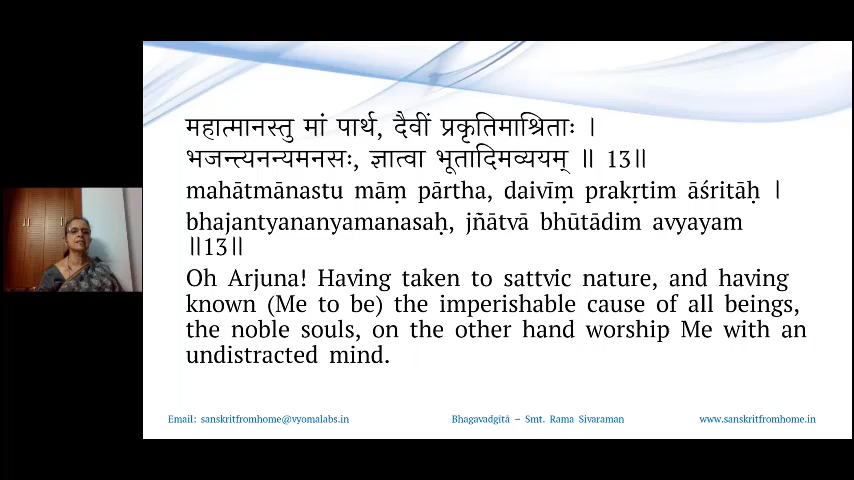 महात्मानस्तु मां पार्थ, दैवीं प्रकृतिमाश्रिताः ।
भजन्त्यनन्यमनसः, ज्ञात्वा भूतादिमव्ययम् ॥ 13॥
mahātmānastu māṃ pārtha, daivīṃ prakṛtim āśritāḥ ।
bhajantyananyamanasaḥ, jñātvā bhūtādim avyayam
॥13॥
Oh Arjuna! Having taken to sattvic nature, and having
known (Me to be) the imperishable cause of all beings,
the noble souls, on the other hand worship Me with an
undistracted mind.
Email: sanskritfromhome@vyomalabs.in
Bhagavadgītā – Smt. Rama Sivaraman
www.sanskritfromhome.in